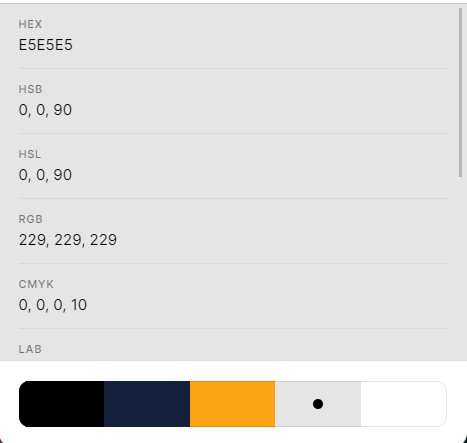 HEX
E5E5E5
HSB
0, 0, 90
HSL
0, 0, 90
RGB
229, 229, 229
CMYK
0, 0, 0, 10
LAB